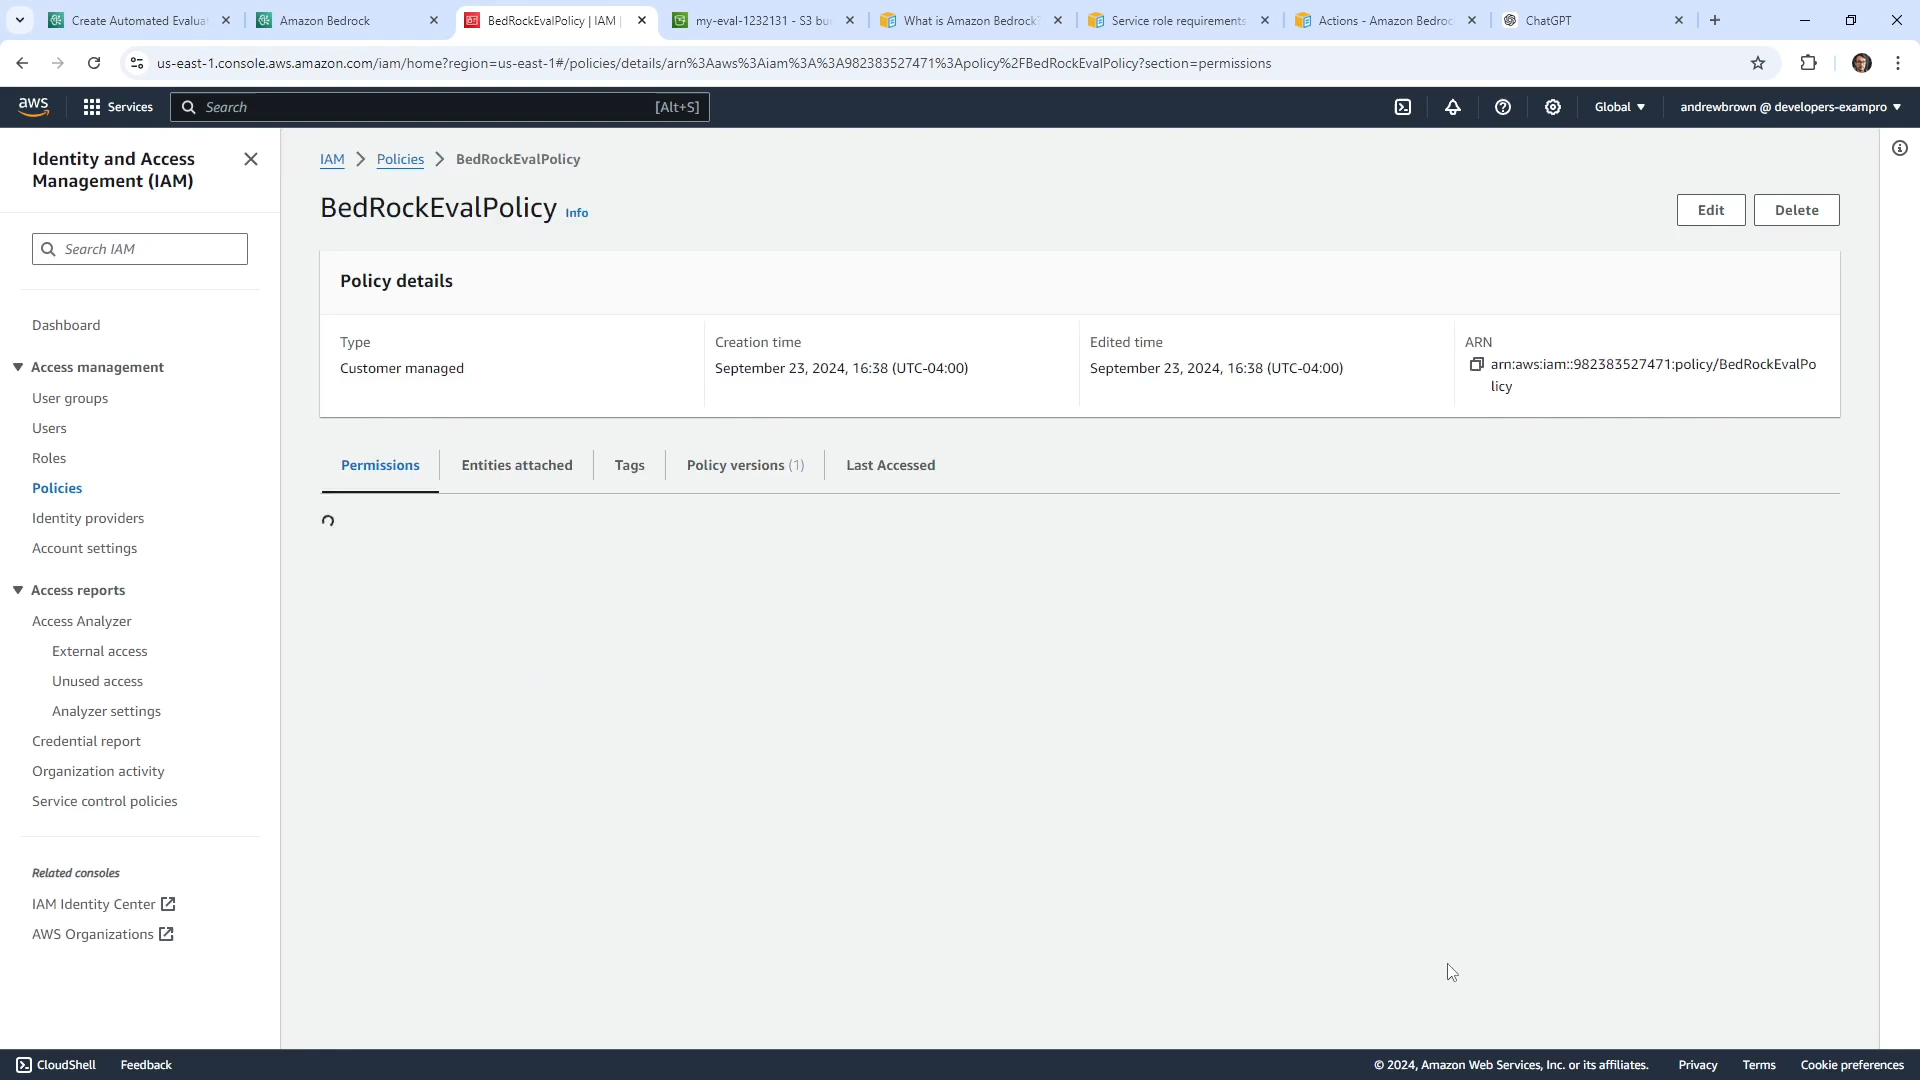 Create Automated Evalua
Amazon Bedrock
BedRockEvalPolicy | IAM |
my-eval-1232131 - S3 bu
What is Amazon Bedrock?
Service role requirements
Actions - Amazon Bedroc
ChatGPT
us-east-1.console.aws.amazon.com/iam/home?region=us-east-1#/policies/details/arn%3Aaws%3Aiam%3A%3A982383527471%3Apolicy%2FBedRockEvalPolicy?section=permissions
aws
Services
Search
[Alt+S]
Global
andrewbrown @ developers-exampro
Identity and Access
Management (IAM)
Search IAM
Dashboard
Access management
User groups
Users
Roles
Policies
Identity providers
Account settings
Access reports
Access Analyzer
External access
Unused access
Analyzer settings
Credential report
Organization activity
Service control policies
Related consoles
IAM Identity Center
AWS Organizations
IAM
Policies
BedRockEvalPolicy
BedRockEvalPolicy Info
Edit
Delete
Policy details
Type
Customer managed
Creation time
September 23, 2024, 16:38 (UTC-04:00)
Edited time
September 23, 2024, 16:38 (UTC-04:00)
ARN
arn:aws:iam::982383527471:policy/BedRockEvalPo
licy
Permissions
Entities attached
Tags
Policy versions (1)
Last Accessed
CloudShell
Feedback
© 2024, Amazon Web Services, Inc. or its affiliates.
Privacy
Terms
Cookie preferences